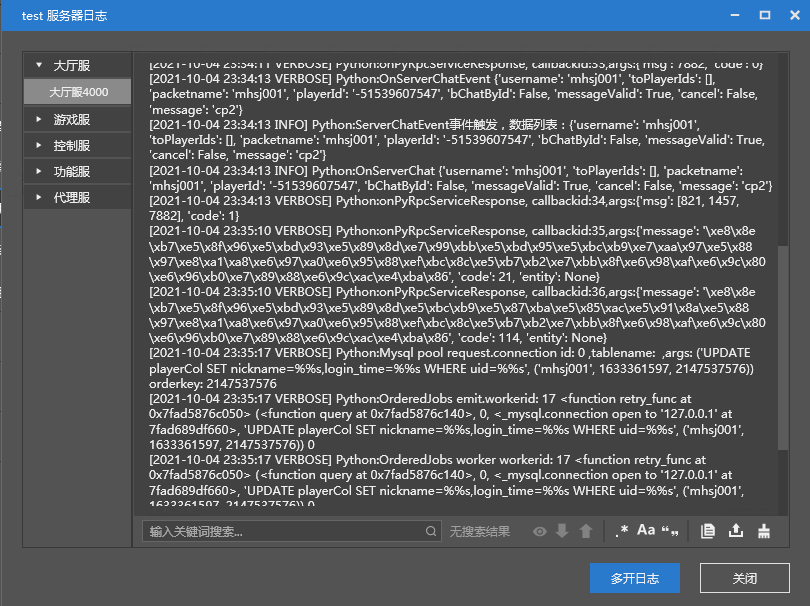 test 服务器日志
大厅服
大厅服4000
游戏服
控制服
功能服
代理服
[2021-10-04 23:34:11 VERBOSE] Python:onPyRpcServiceResponse, callbackid:33,args:{'msg': 7882, 'code': 0}
[2021-10-04 23:34:13 VERBOSE] Python:OnServerChatEvent {'username': 'mhsj001', 'toPlayerIds': [],
'packetname': 'mhsj001', 'playerId': '-51539607547', 'bChatById': False, 'messageValid': True, 'cancel': False,
'message': 'cp2'}
[2021-10-04 23:34:13 INFO] Python:ServerChatEvent事件触发，数据列表：{'username': 'mhsj001',
'toPlayerIds': [], 'packetname': 'mhsj001', 'playerId': '-51539607547', 'bChatById': False, 'messageValid': True,
'cancel': False, 'message': 'cp2'}
[2021-10-04 23:34:13 INFO] Python:OnServerChat {'username': 'mhsj001', 'toPlayerIds': [], 'packetname':
'mhsj001', 'playerId': '-51539607547', 'bChatById': False, 'messageValid': True, 'cancel': False, 'message': 'cp2'}
[2021-10-04 23:34:13 VERBOSE] Python:onPyRpcServiceResponse, callbackid:34,args:{'msg': [821, 1457,
7882], 'code': 1}
[2021-10-04 23:35:10 VERBOSE] Python:onPyRpcServiceResponse, callbackid:35,args:{'message': '\xe8\x8e
\xb7\xe5\x8f\x96\xe5\xbd\x93\xe5\x89\x8d\xe7\x99\xbb\xe5\xbd\x95\xe5\xbc\xb9\xe7\xaa\x97\xe5\x88
\x97\xe8\xa1\xa8\xe6\x97\xa0\xe6\x95\x88\xef\xbc\x8c\xe5\xb7\xb2\xe7\xbb\x8f\xe6\x98\xaf\xe6\x9c\x80
\xe6\x96\xb0\xe7\x89\x88\xe6\x9c\xac\xe4\xba\x86', 'code': 21, 'entity': None}
[2021-10-04 23:35:10 VERBOSE] Python:onPyRpcServiceResponse, callbackid:36,args:{'message': '\xe8\x8e
\xb7\xe5\x8f\x96\xe5\xbd\x93\xe5\x89\x8d\xe5\xbc\xb9\xe5\x87\xba\xe5\x85\xac\xe5\x91\x8a\xe5\x88
\x97\xe8\xa1\xa8\xe6\x97\xa0\xe6\x95\x88\xef\xbc\x8c\xe5\xb7\xb2\xe7\xbb\x8f\xe6\x98\xaf\xe6\x9c\x80
\xe6\x96\xb0\xe7\x89\x88\xe6\x9c\xac\xe4\xba\x86', 'code': 114, 'entity': None}
[2021-10-04 23:35:17 VERBOSE] Python:Mysql pool request.connection id: 0 ,tablename:  ,args: ('UPDATE
playerCol SET nickname=%%s,login_time=%%s WHERE uid=%%s', ('mhsj001', 1633361597, 2147537576))
orderkey: 2147537576
[2021-10-04 23:35:17 VERBOSE] Python:OrderedJobs emit.workerid: 17 <function retry_func at
0x7fad5876c050> (<function query at 0x7fad5876c140>, 0, <_mysql.connection open to '127.0.0.1' at
7fad689df660>, 'UPDATE playerCol SET nickname=%%s,login_time=%%s WHERE uid=%%s', ('mhsj001',
1633361597, 2147537576)) 0
[2021-10-04 23:35:17 VERBOSE] Python:OrderedJobs worker workerid: 17 <function retry_func at
0x7fad5876c050> (<function query at 0x7fad5876c140>, 0, <_mysql.connection open to '127.0.0.1' at
7fad689df660>, 'UPDATE playerCol SET nickname=%%s,login_time=%%s WHERE uid=%%s', ('mhsj001',
1633361597, 2147537576)) 0
输入关键词搜索... 无搜索结果 .* Aa “„
多开日志 关闭